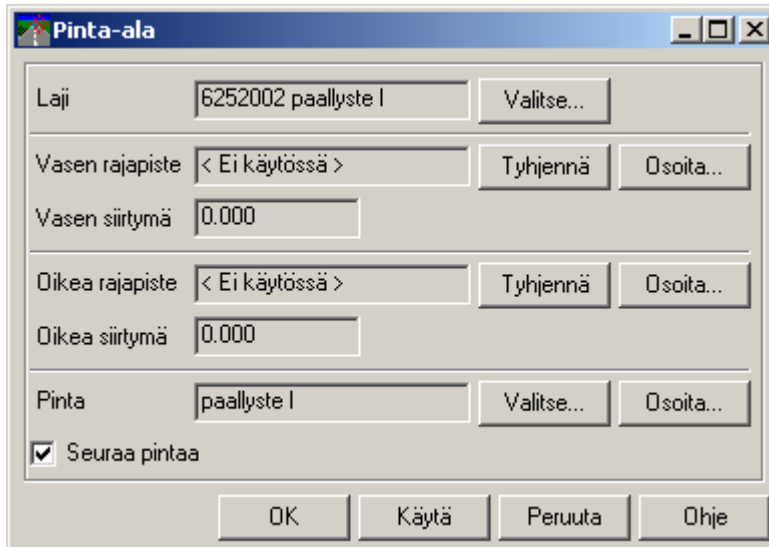 Pinta-ala
Laji 6252002 paallyste l Valitse...
Vasen rajapiste < Ei käytössä > Tyhjennä Osoita...
Vasen siirtymä 0.000
Oikea rajapiste < Ei käytössä > Tyhjennä Osoita...
Oikea siirtymä 0.000
Pinta paallyste l Valitse... Osoita...
Seuraa pintaa
OK Käytä Peruuta Ohje